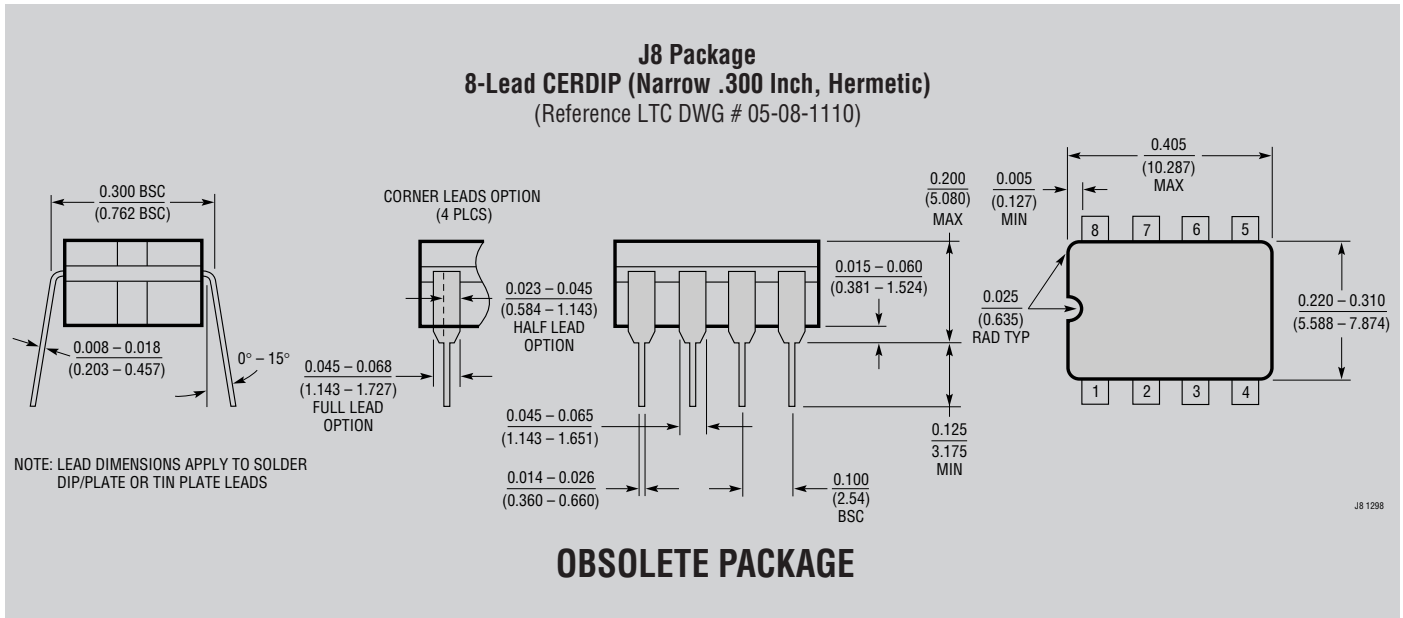 J8 Package
8-Lead CERDIP (Narrow .300 Inch, Hermetic)
(Reference LTC DWG # 05-08-1110)
0.300 BSC
(0.762 BSC)
0.008 – 0.018
(0.203 – 0.457)
0° – 15°
NOTE: LEAD DIMENSIONS APPLY TO SOLDER
DIP/PLATE OR TIN PLATE LEADS
CORNER LEADS OPTION
(4 PLCS)
0.023 – 0.045
(0.584 – 1.143)
HALF LEAD
OPTION
0.045 – 0.068
(1.143 – 1.727)
FULL LEAD
OPTION
0.045 – 0.065
(1.143 – 1.651)
0.014 – 0.026
(0.360 – 0.660)
0.100
(2.54)
BSC
0.015 – 0.060
(0.381 – 1.524)
0.200
(5.080)
MAX
0.125
3.175
MIN
0.005
(0.127)
MIN
0.405
(10.287)
MAX
8 7 6 5
0.025
(0.635)
RAD TYP
0.220 – 0.310
(5.588 – 7.874)
1 2 3 4
J8 1298
OBSOLETE PACKAGE